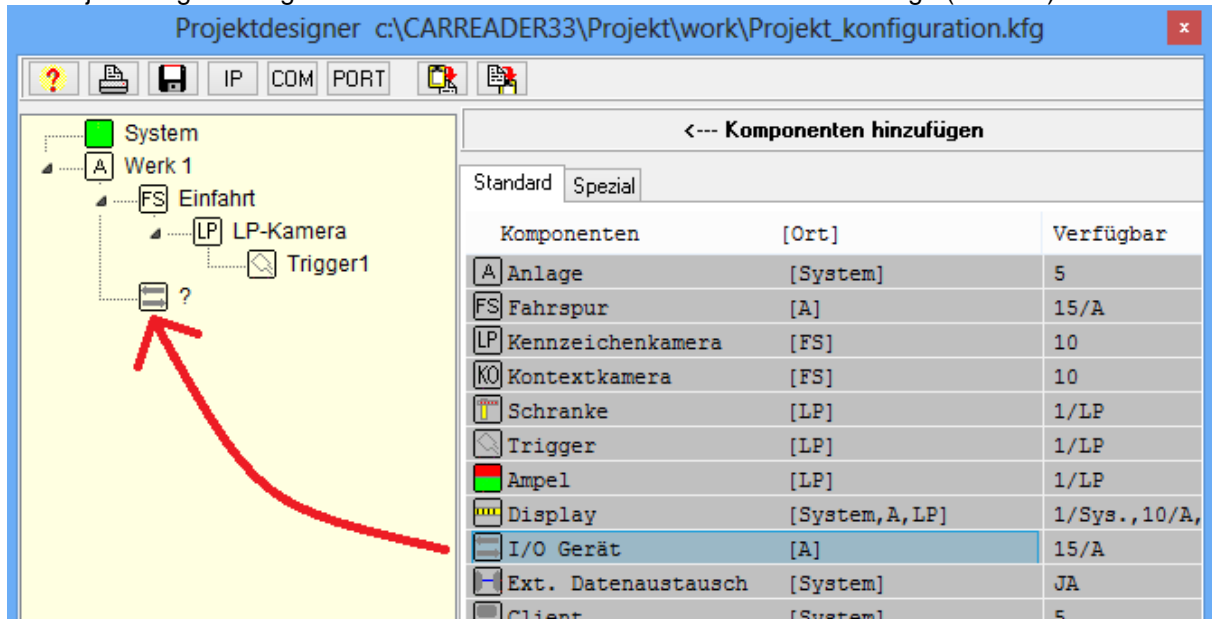 Projektdesigner c:\CARREADER33\Projekt\work\Projekt_konfiguration.kfg x
? IP COM PORT
System
A Werk 1
FS Einfahrt
LP LP-Kamera
Trigger1
?
<--- Komponenten hinzufügen
Standard Spezial
Komponenten [Ort] Verfügbar
A Anlage [System] 5
FS Fahrspur [A] 15/A
LP Kennzeichenkamera [FS] 10
KO Kontextkamera [FS] 10
Schranke [LP] 1/LP
Trigger [LP] 1/LP
Ampel [LP] 1/LP
Display [System,A,LP] 1/Sys.,10/A,
I/O Gerät [A] 15/A
Ext. Datenaustausch [System] JA
Client [System] 5